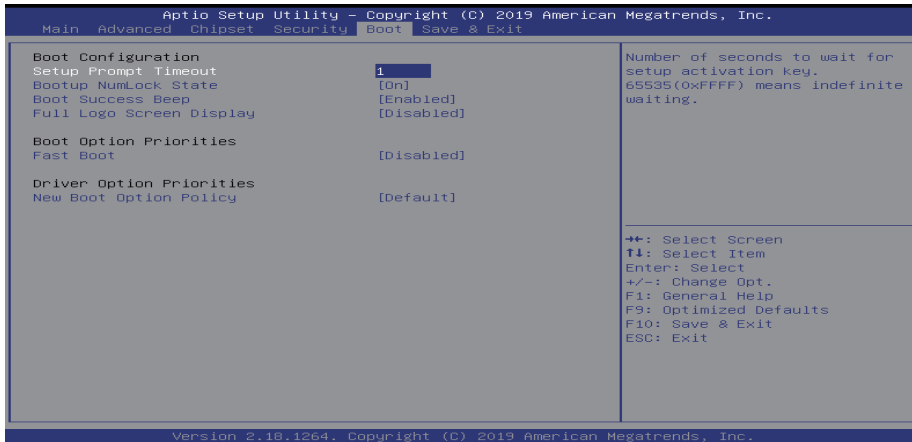 Aptio Setup Utility – Copyright (C) 2019 American Megatrends, Inc.
Main Advanced Chipset Security Boot Save & Exit
Boot Configuration
Setup Prompt Timeout 1
Bootup NumLock State [On]
Boot Success Beep [Enabled]
Full Logo Screen Display [Disabled]
Boot Option Priorities
Fast Boot [Disabled]
Driver Option Priorities
New Boot Option Policy [Default]
Number of seconds to wait for
setup activation key.
65535(0xFFFF) means indefinite
waiting.
→←: Select Screen
↑↓: Select Item
Enter: Select
+/-: Change Opt.
F1: General Help
F9: Optimized Defaults
F10: Save & Exit
ESC: Exit
Version 2.18.1264. Copyright (C) 2019 American Megatrends, Inc.